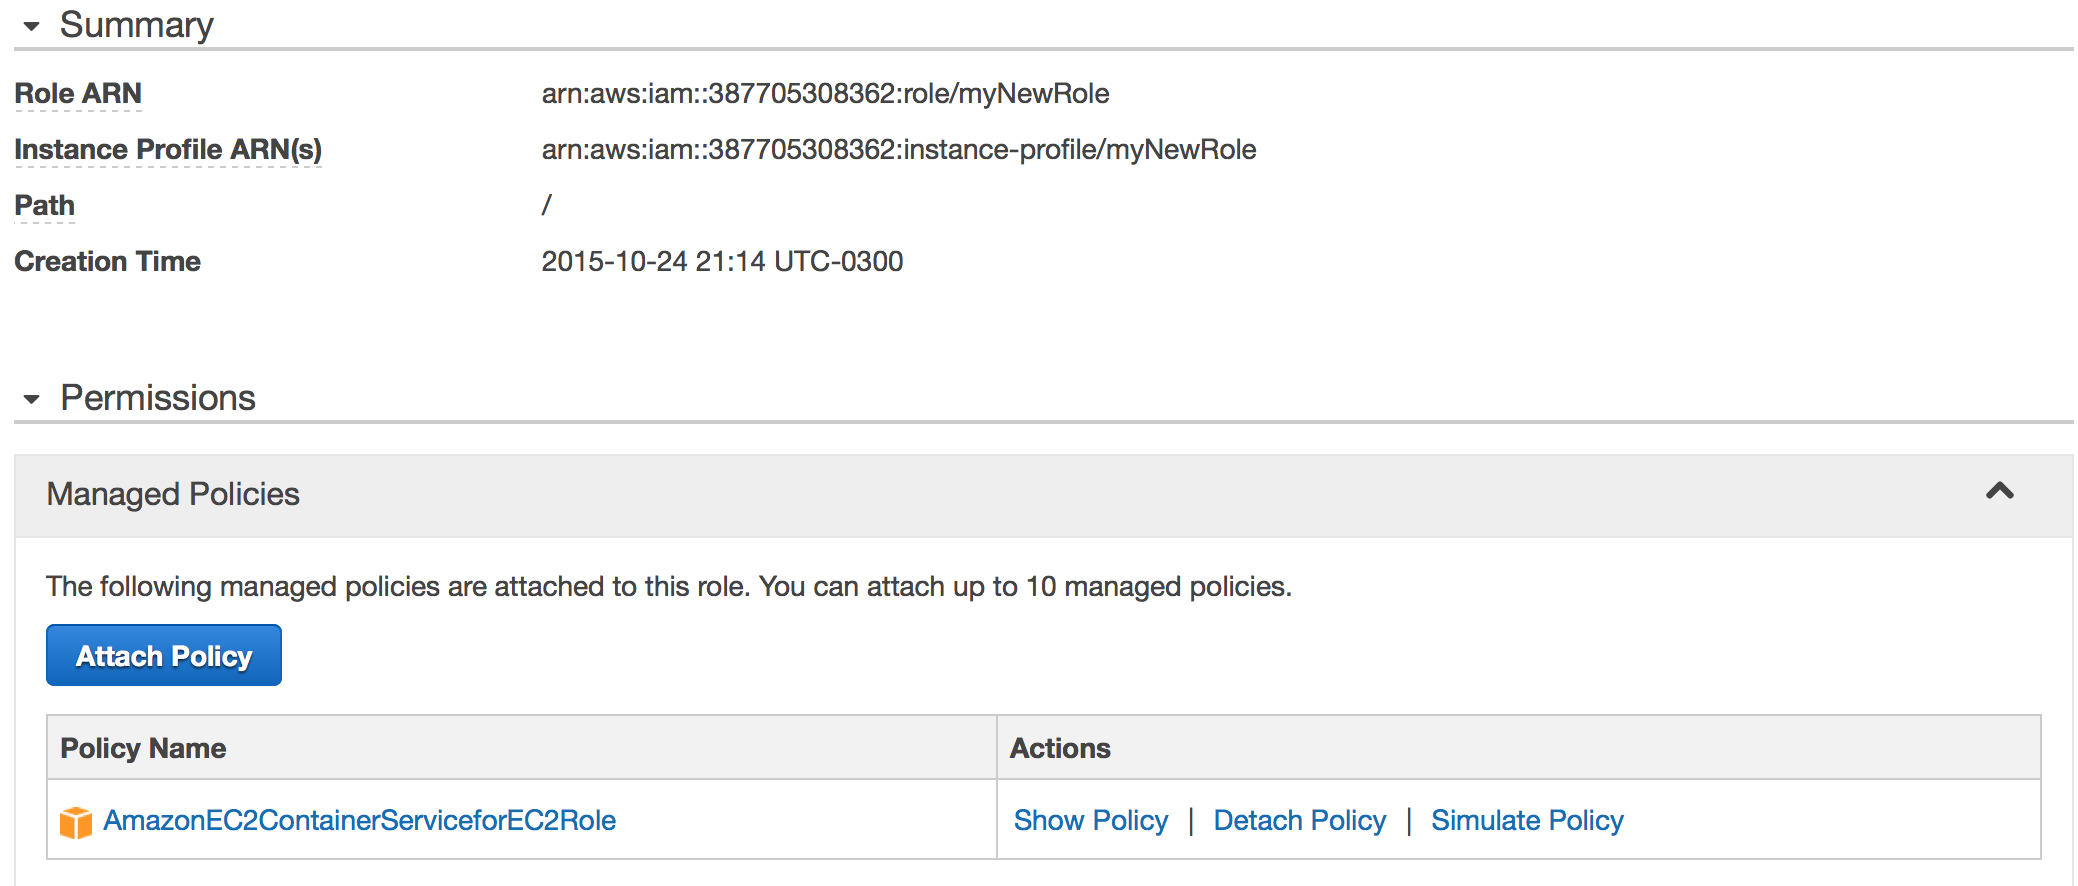 Summary
Role ARN arn:aws:iam::387705308362:role/myNewRole
Instance Profile ARN(s) arn:aws:iam::387705308362:instance-profile/myNewRole
Path /
Creation Time 2015-10-24 21:14 UTC-0300
Permissions
Managed Policies
The following managed policies are attached to this role. You can attach up to 10 managed policies.
Attach Policy
Policy Name Actions
AmazonEC2ContainerServiceforEC2Role Show Policy | Detach Policy | Simulate Policy